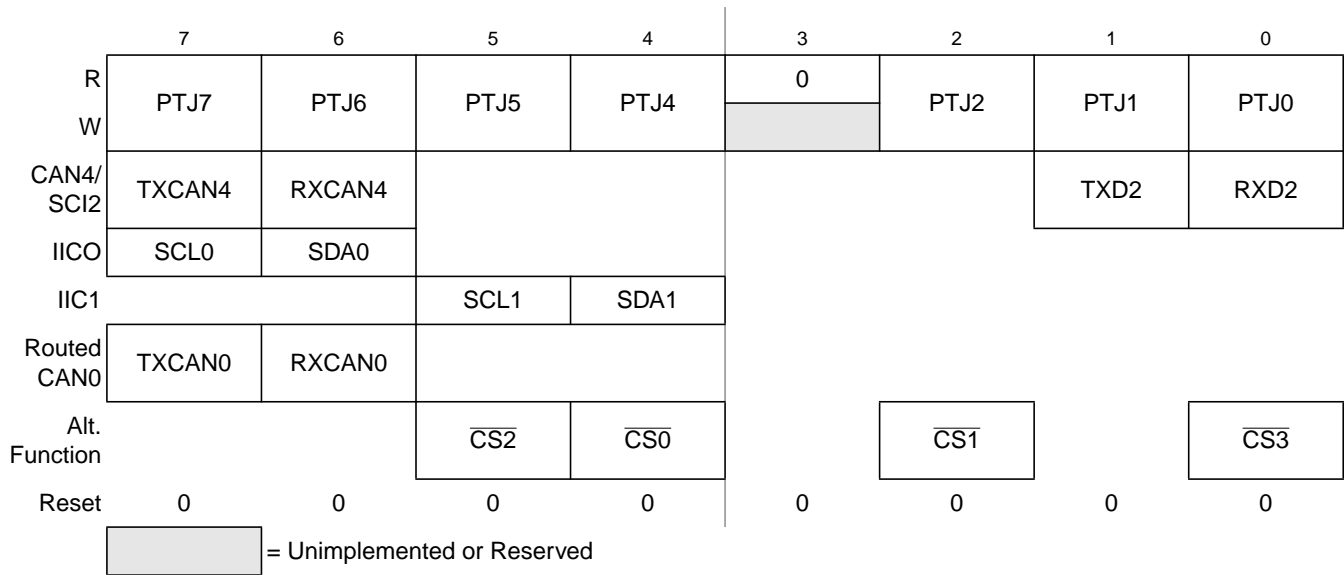 7 6 5 4 3 2 1 0
R 0
PTJ7 PTJ6 PTJ5 PTJ4 PTJ2 PTJ1 PTJ0
W
CAN4/
SCI2 TXCAN4 RXCAN4 TXD2 RXD2
IICO SCL0 SDA0
IIC1 SCL1 SDA1
Routed
CAN0 TXCAN0 RXCAN0
Alt.
Function CS2 CS0 CS1 CS3
Reset 0 0 0 0 0 0 0 0
= Unimplemented or Reserved